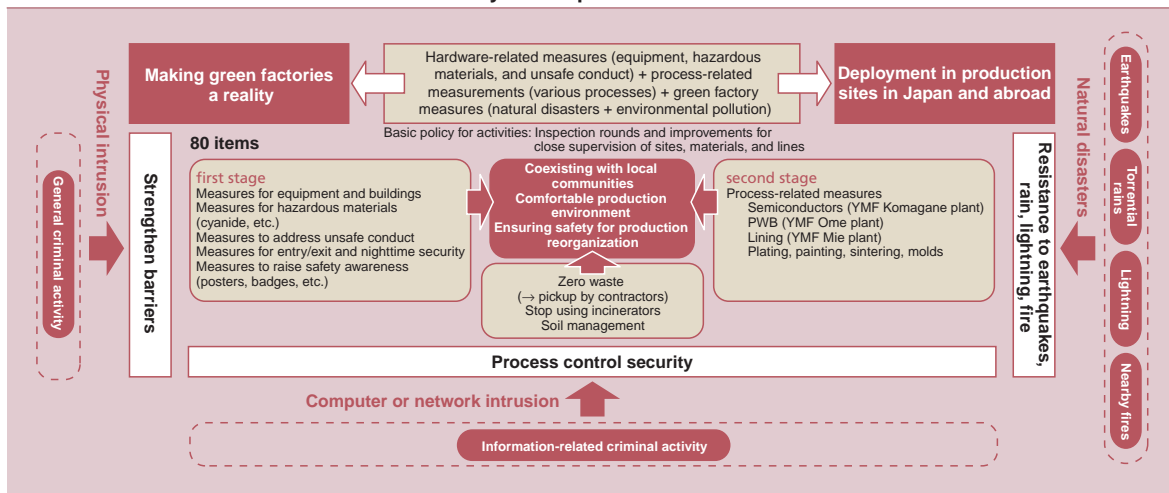 Making green factories
a reality
Hardware-related measures (equipment, hazardous
materials, and unsafe conduct) + process-related
measurements (various processes) + green factory
measures (natural disasters + environmental pollution)
Deployment in production
sites in Japan and abroad
Basic policy for activities: Inspection rounds and improvements for
close supervision of sites, materials, and lines
General criminal activity
Physical intrusion
Strengthen barriers
80 items
first stage
Measures for equipment and buildings
Measures for hazardous materials
(cyanide, etc.)
Measures to address unsafe conduct
Measures for entry/exit and nighttime security
Measures to raise safety awareness
(posters, badges, etc.)
Coexisting with local
communities
Comfortable production
environment
Ensuring safety for production
reorganization
Zero waste
(→ pickup by contractors)
Stop using incinerators
Soil management
second stage
Process-related measures
Semiconductors (YMF Komagane plant)
PWB (YMF Ome plant)
Lining (YMF Mie plant)
Plating, painting, sintering, molds
Resistance to earthquakes,
rain, lightning, fire
Natural disasters
Earthquakes
Torrential
rains
Lightning
Nearby fires
Process control security
Computer or network intrusion
Information-related criminal activity